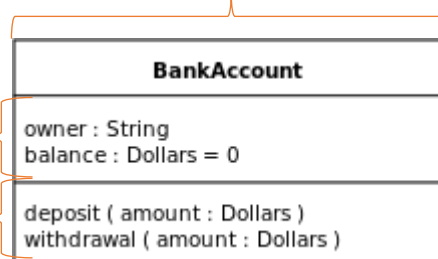 BankAccount
owner : String
balance : Dollars = 0
deposit ( amount : Dollars )
withdrawal ( amount : Dollars )